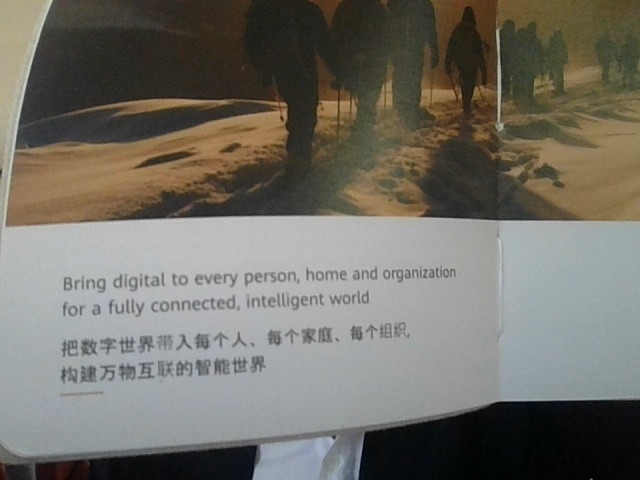 Bring digital to every person, home and organization
for a fully connected, intelligent world
把数字世界带入每个人、每个家庭、每个组织,
构建万物互联的智能世界